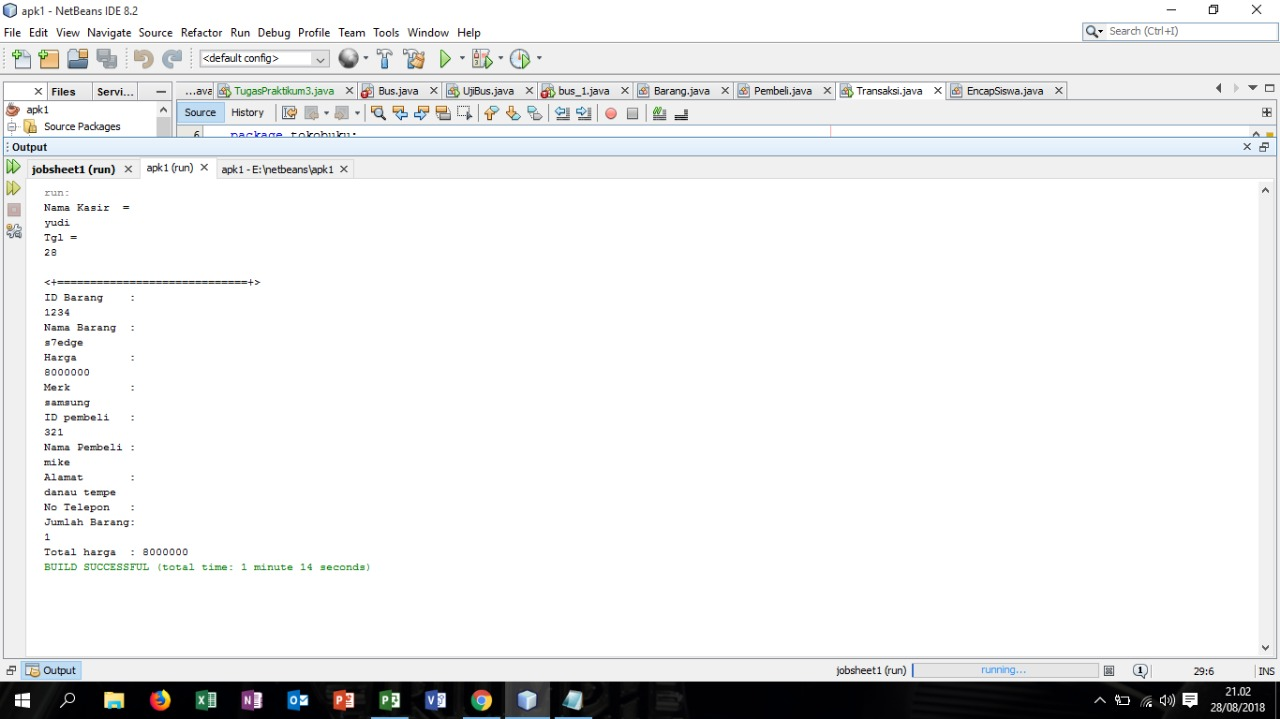 apk1 - NetBeans IDE 8.2
File Edit View Navigate Source Refactor Run Debug Profile Team Tools Window Help
Search (Ctrl+I)
<default config>
Files Servi... ...ava TugasPraktikum3.java Bus.java UjiBus.java bus_1.java Barang.java Pembeli.java Transaksi.java EncapSiswa.java
apk1
Source History
Source Packages
6 package tokobuku;
Output
jobsheet1 (run) apk1 (run) apk1 - E:\netbeans\apk1
run:
Nama Kasir =
yudi
Tgl =
28
<+=============================+>
ID Barang :
1234
Nama Barang :
s7edge
Harga :
8000000
Merk :
samsung
ID pembeli :
321
Nama Pembeli :
mike
Alamat :
danau tempe
No Telepon :
Jumlah Barang:
1
Total harga : 8000000
BUILD SUCCESSFUL (total time: 1 minute 14 seconds)
Output
jobsheet1 (run) running... 1 29:6 INS
21.02
28/08/2018